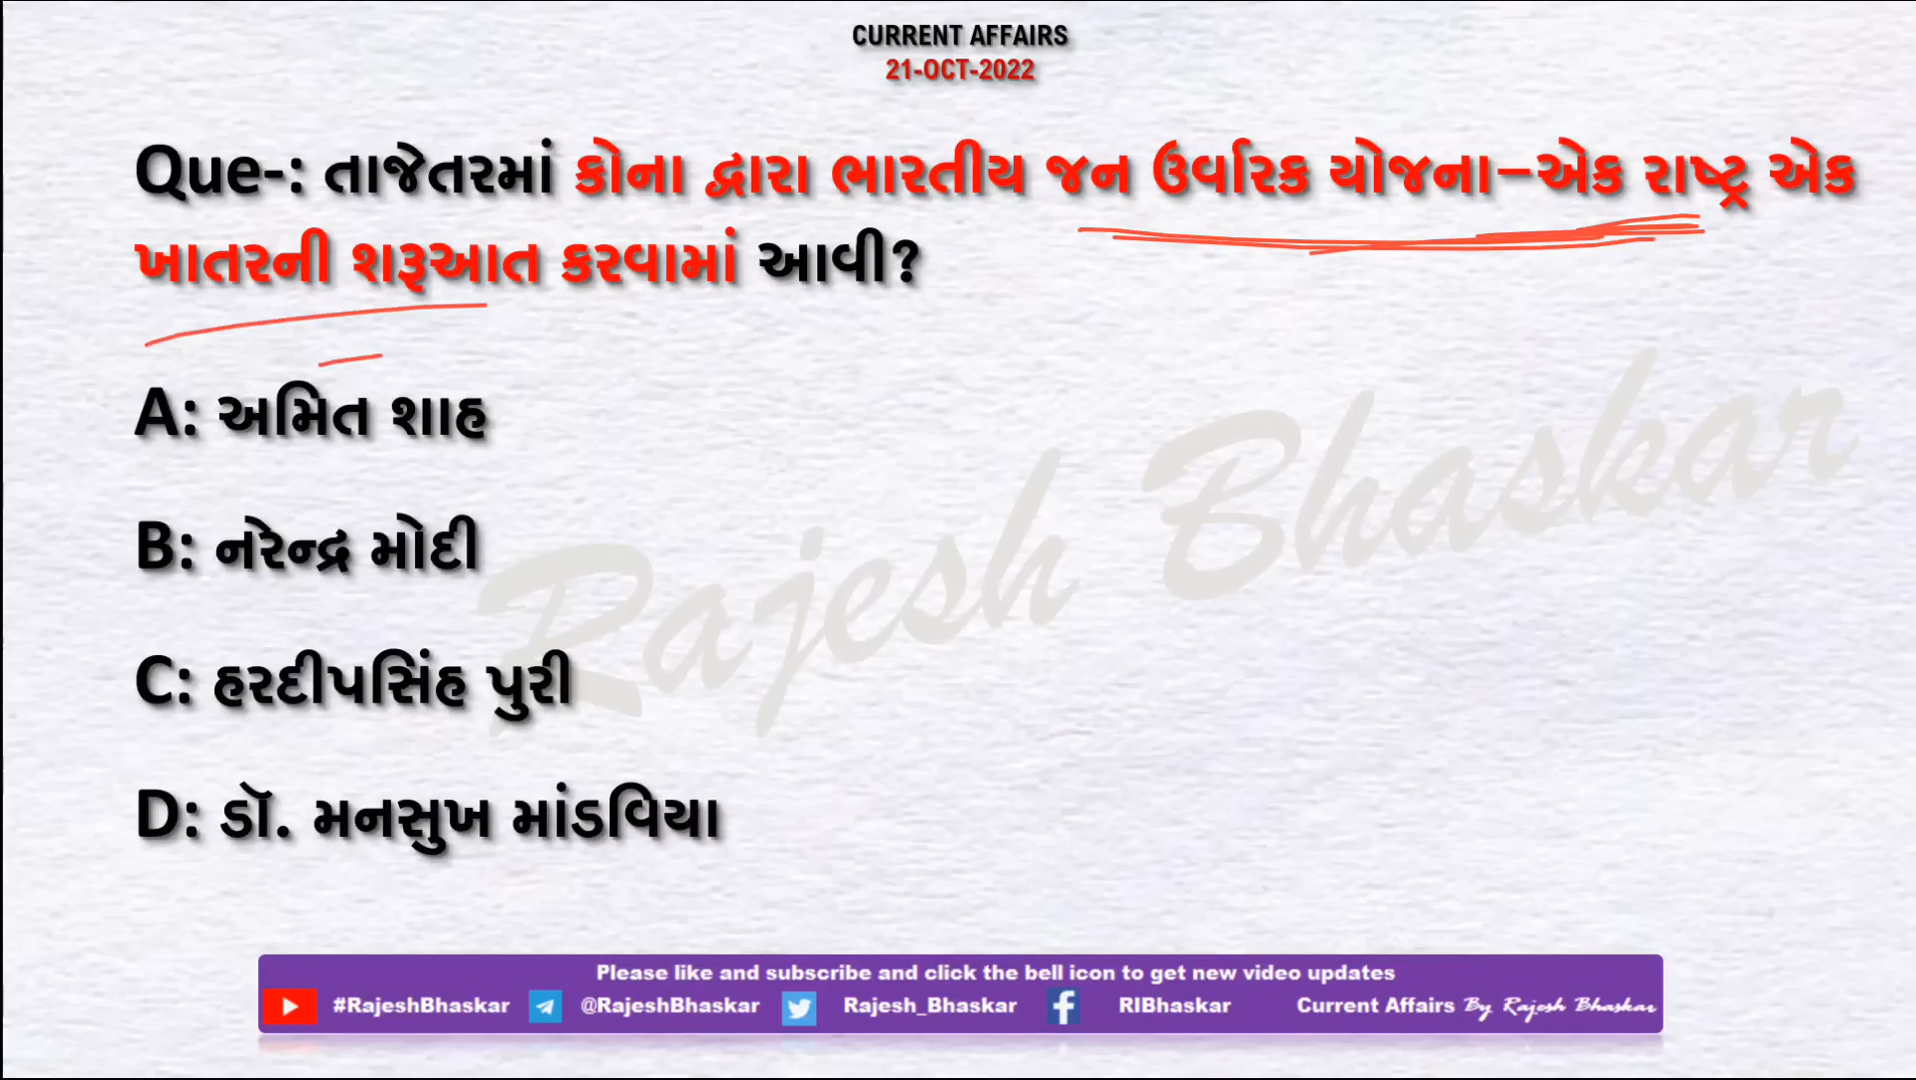 CURRENT AFFAIRS
21-OCT-2022
Que-: તાજેતરમાં કોના દ્વારા ભારતીય જન ઉર્વારક યોજના–એક રાષ્ટ્ર એક
ખાતરની શરૂઆત કરવામાં આવી?
A: અમિત શાહ
B: નરેન્દ્ર મોદી
C: હરદીપસિંહ પુરી
D: ડૉ. મનસુખ માંડવિયા
Rajesh Bhaskar
Please like and subscribe and click the bell icon to get new video updates
#RajeshBhaskar @RajeshBhaskar Rajesh_Bhaskar RIBhaskar Current Affairs By Rajesh Bhaskar